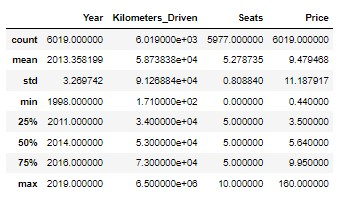 Year Kilometers_Driven Seats Price
count 6019.000000 6.019000e+03 5977.000000 6019.000000
mean 2013.358199 5.873838e+04 5.278735 9.479468
std 3.269742 9.126884e+04 0.808840 11.187917
min 1998.000000 1.710000e+02 0.000000 0.440000
25% 2011.000000 3.400000e+04 5.000000 3.500000
50% 2014.000000 5.300000e+04 5.000000 5.640000
75% 2016.000000 7.300000e+04 5.000000 9.950000
max 2019.000000 6.500000e+06 10.000000 160.000000